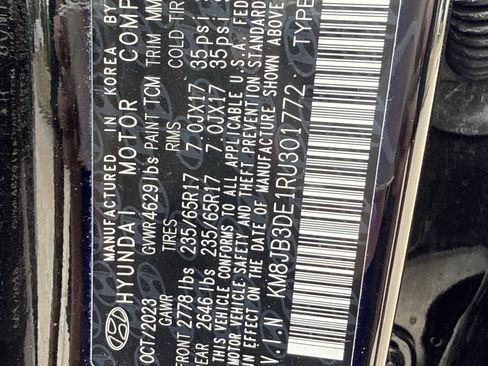 MANUFACTURED IN KOREA BY
HYUNDAI MOTOR COMP
OCT/2023 GVWR 4629 lbs PAINT TCM TRIM MM
GAWR TIRES RIMS COLD TIR
FRONT 2778 lbs 235/65R17 7.0JX17 35psi
REAR 2646 lbs 235/65R17 7.0JX17 35psi
THIS VEHICLE CONFORMS TO ALL APPLICABLE U.S.A. FED
MOTOR VEHICLE SAFETY AND THEFT PREVENTION STANDARD
EFFECT ON THE DATE OF MANUFACTURE SHOWN ABOVE
V.I.N KM8JB3DE1RU301772 TYPE